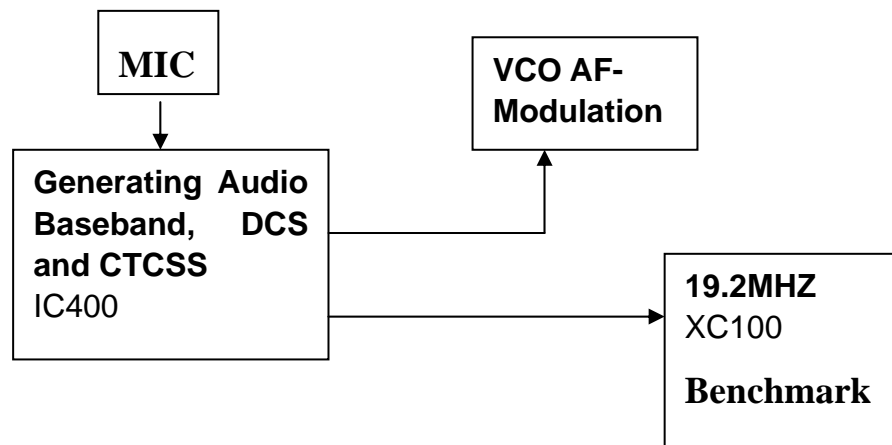 MIC
VCO AF-
Modulation
Generating Audio
Baseband, DCS
and CTCSS
IC400
19.2MHZ
XC100
Benchmark